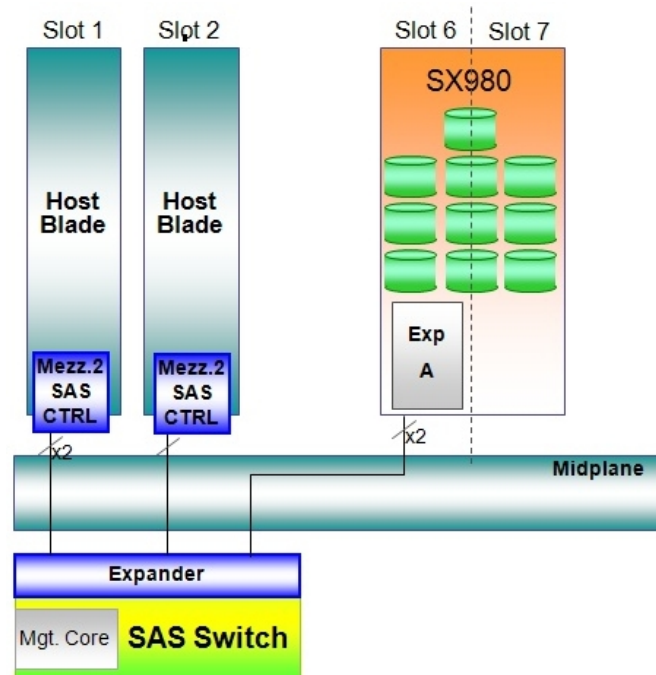 Slot 1
Slot 2
Slot 6
Slot 7
SX980
Host
Blade
Host
Blade
Exp
A
Mezz.2
SAS
CTRL
Mezz.2
SAS
CTRL
x2
x2
Midplane
Expander
Mgt. Core
SAS Switch